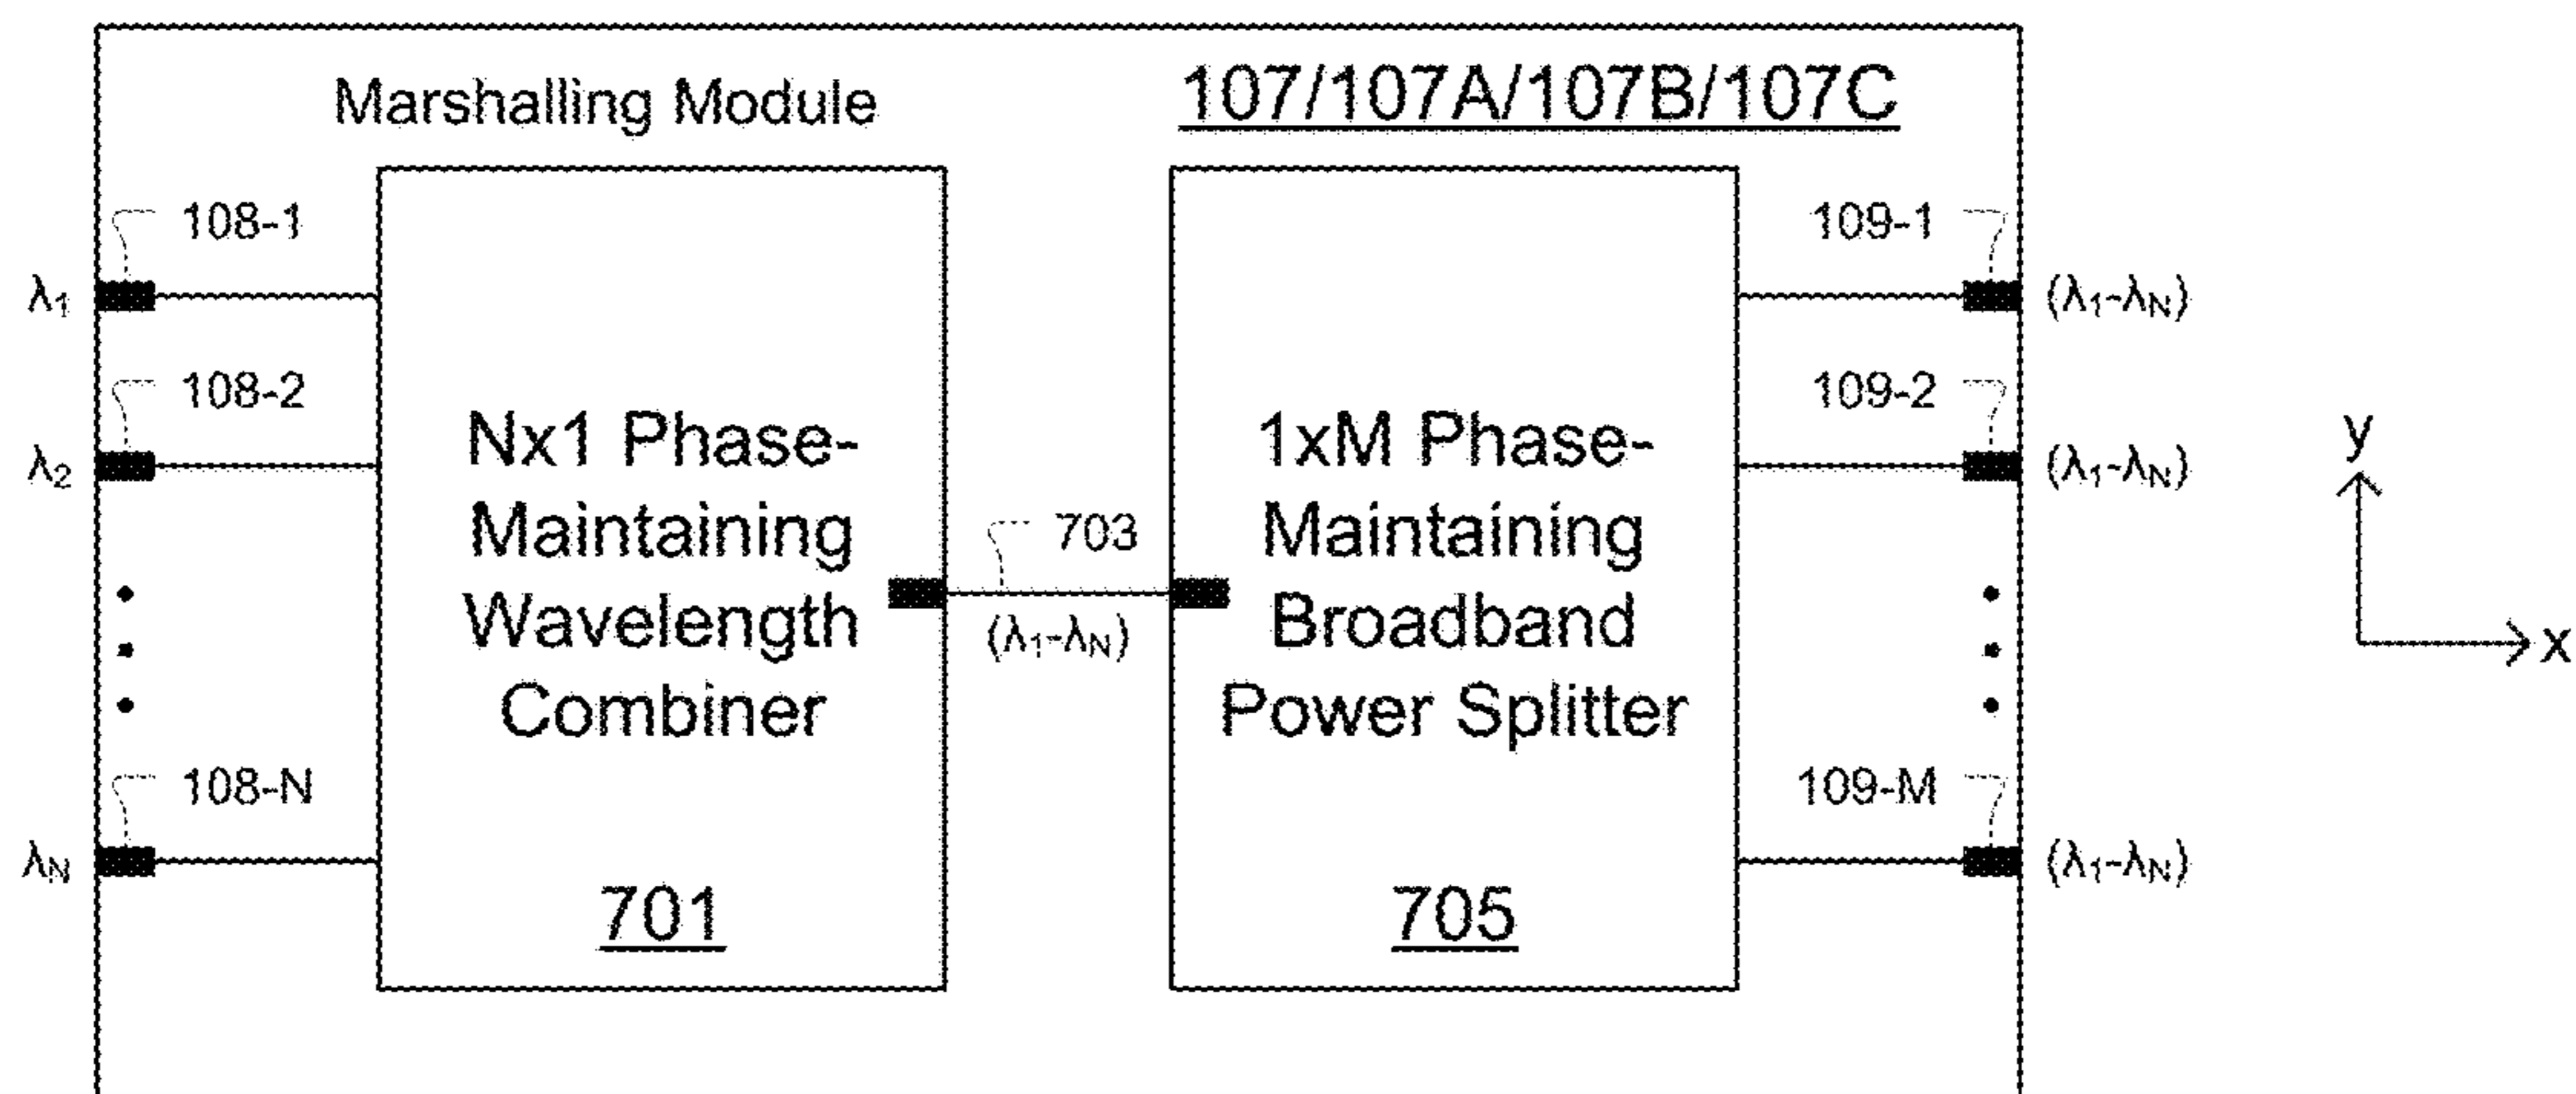 Marshalling Module
107/107A/107B/107C
108-1
109-1
λ₁
(λ₁-λN)
108-2
109-2
λ₂
(λ₁-λN)
Nx1 Phase-
Maintaining
Wavelength
Combiner
701
703
(λ₁-λN)
1xM Phase-
Maintaining
Broadband
Power Splitter
705
108-N
109-M
λN
(λ₁-λN)
y
x